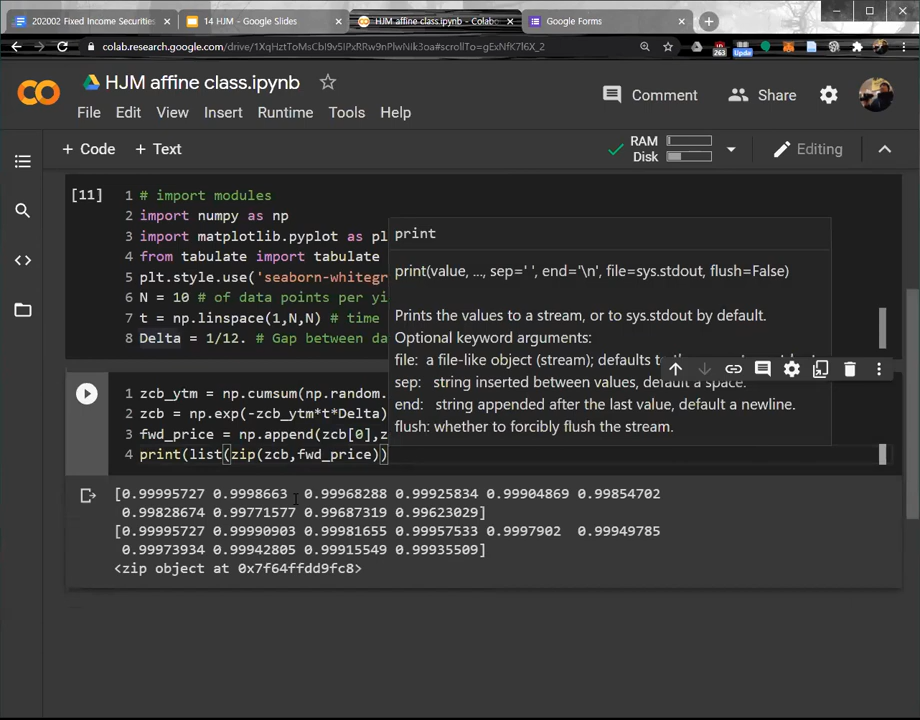 202002 Fixed Income Securities
14 HJM - Google Slides
HJM affine class.ipynb - Colabo
Google Forms
colab.research.google.com/drive/1XqHztToMsCbI9v5IPxRRw9nPlwNik3oa#scrollTo=gExNfK7l6X_2
263
Upde
HJM affine class.ipynb
Comment
Share
File Edit View Insert Runtime Tools Help
+ Code + Text
RAM
Disk
Editing
[11]
1 # import modules
2 import numpy as np
3 import matplotlib.pyplot as pl
4 from tabulate import tabulate
5 plt.style.use('seaborn-whitegr
6 N = 10 # of data points per yi
7 t = np.linspace(1,N,N) # time
8 Delta = 1/12. # Gap between da
print
print(value, ..., sep=' ', end='\n', file=sys.stdout, flush=False)
Prints the values to a stream, or to sys.stdout by default.
Optional keyword arguments:
file: a file-like object (stream); defaults to
sep: string inserted between values, default a space.
end: string appended after the last value, default a newline.
flush: whether to forcibly flush the stream.
1 zcb_ytm = np.cumsum(np.random.
2 zcb = np.exp(-zcb_ytm*t*Delta)
3 fwd_price = np.append(zcb[0],z
4 print(list(zip(zcb,fwd_price))
[0.99995727 0.9998663 0.99968288 0.99925834 0.99904869 0.99854702
0.99828674 0.99771577 0.99687319 0.99623029]
[0.99995727 0.99990903 0.99981655 0.99957533 0.9997902 0.99949785
0.99973934 0.99942805 0.99915549 0.99935509]
<zip object at 0x7f64ffdd9fc8>